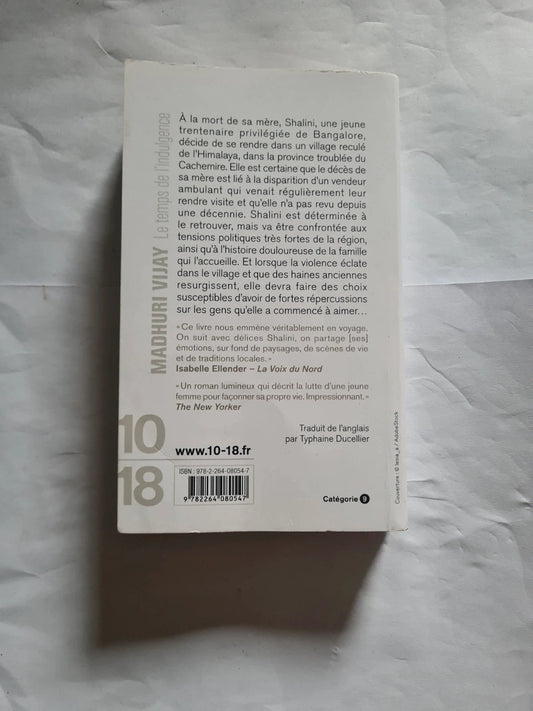 MADHURI VIJAY Le temps de l'indulgence
À la mort de sa mère, Shalini, une jeune
trentenaire privilégiée de Bangalore,
décide de se rendre dans un village reculé
de l'Himalaya, dans la province troublée du
Cachemire. Elle est certaine que le décès de
sa mère est lié à la disparition d'un vendeur
ambulant qui venait régulièrement leur
rendre visite et qu'elle n'a pas revu depuis
une décennie. Shalini est déterminée à
le retrouver, mais va être confrontée aux
tensions politiques très fortes de la région,
ainsi qu'à l'histoire douloureuse de la famille
qui l'accueille. Et lorsque la violence éclate
dans le village et que des haines anciennes
resurgissent, elle devra faire des choix
susceptibles d'avoir de fortes répercussions
sur les gens qu'elle a commencé à aimer…
« Ce livre nous emmène véritablement en voyage.
On suit avec délices Shalini, on partage [ses]
émotions, sur fond de paysages, de scènes de vie
et de traditions locales. »
Isabelle Ellender – La Voix du Nord
« Un roman lumineux qui décrit la lutte d'une jeune
femme pour façonner sa propre vie. Impressionnant. »
The New Yorker
Traduit de l'anglais
par Typhaine Ducellier
10
18
www.10-18.fr
ISBN : 978-2-264-08054-7
9 782264 080547
Catégorie 9
Couverture : © lena_a / AdobeStock